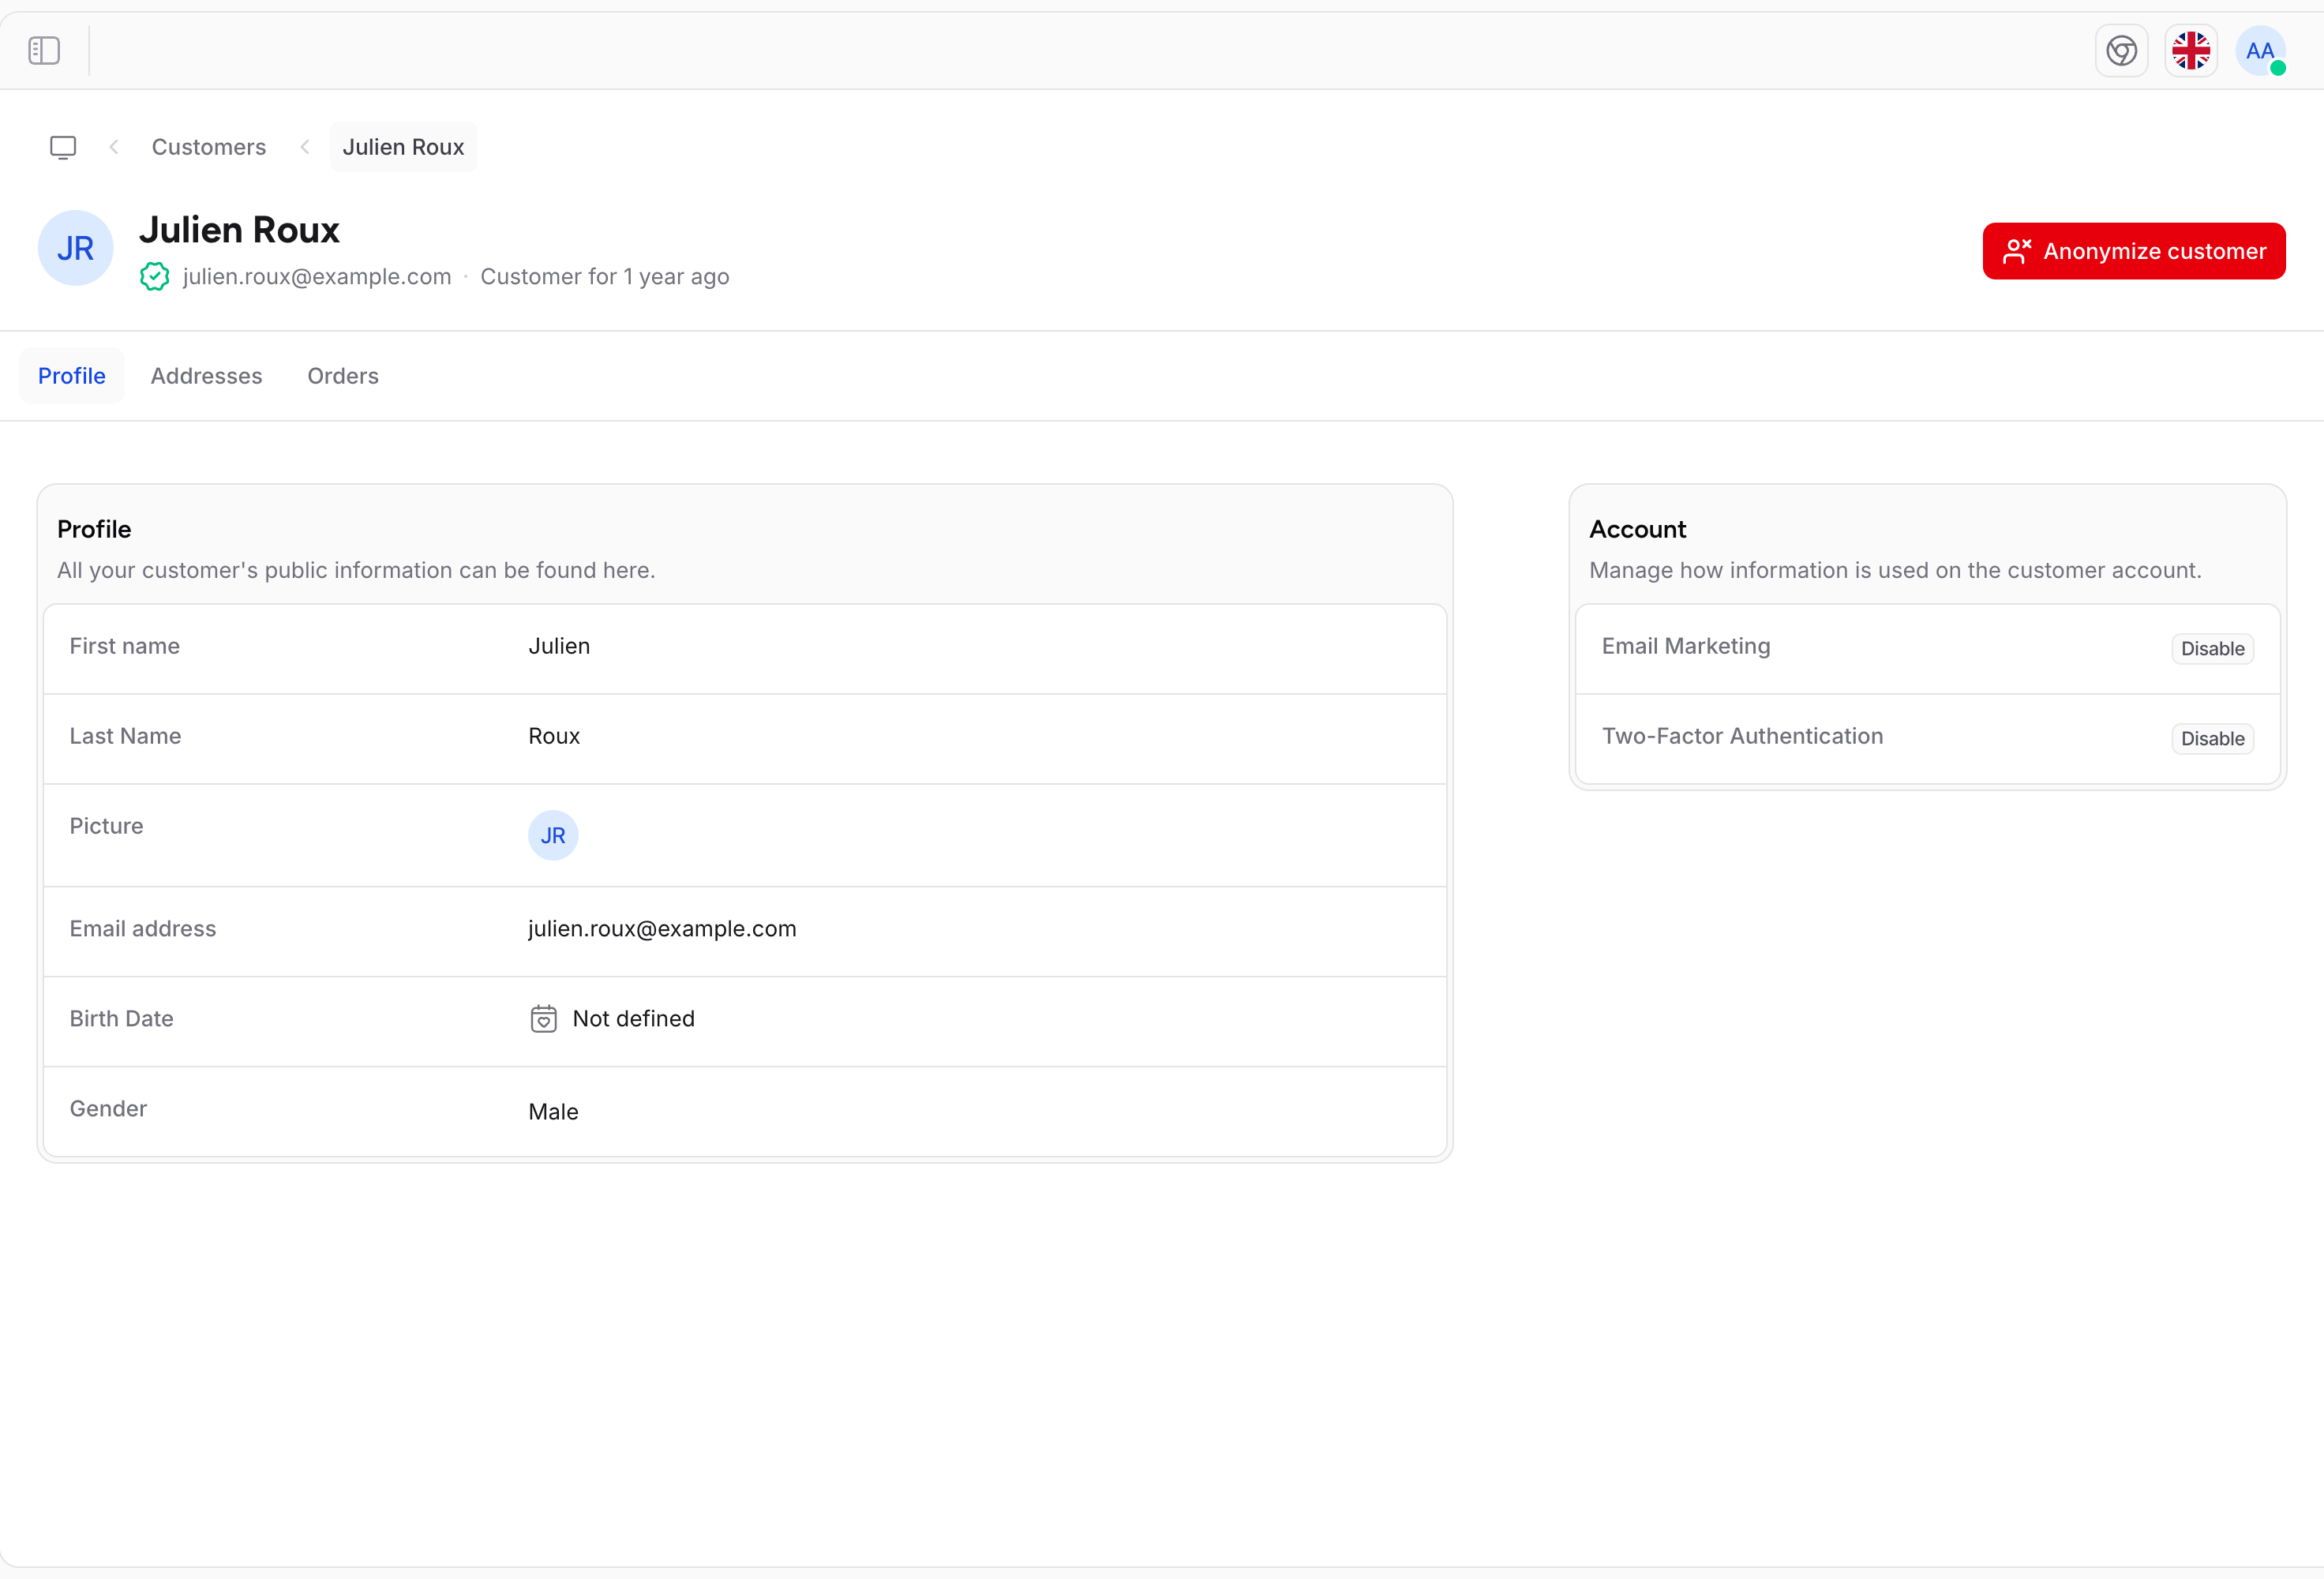 AA
Customers
Julien Roux
JR
Julien Roux
julien.roux@example.com · Customer for 1 year ago
Anonymize customer
Profile
Addresses
Orders
Profile
All your customer's public information can be found here.
First name
Julien
Last Name
Roux
Picture
JR
Email address
julien.roux@example.com
Birth Date
Not defined
Gender
Male
Account
Manage how information is used on the customer account.
Email Marketing
Disable
Two-Factor Authentication
Disable